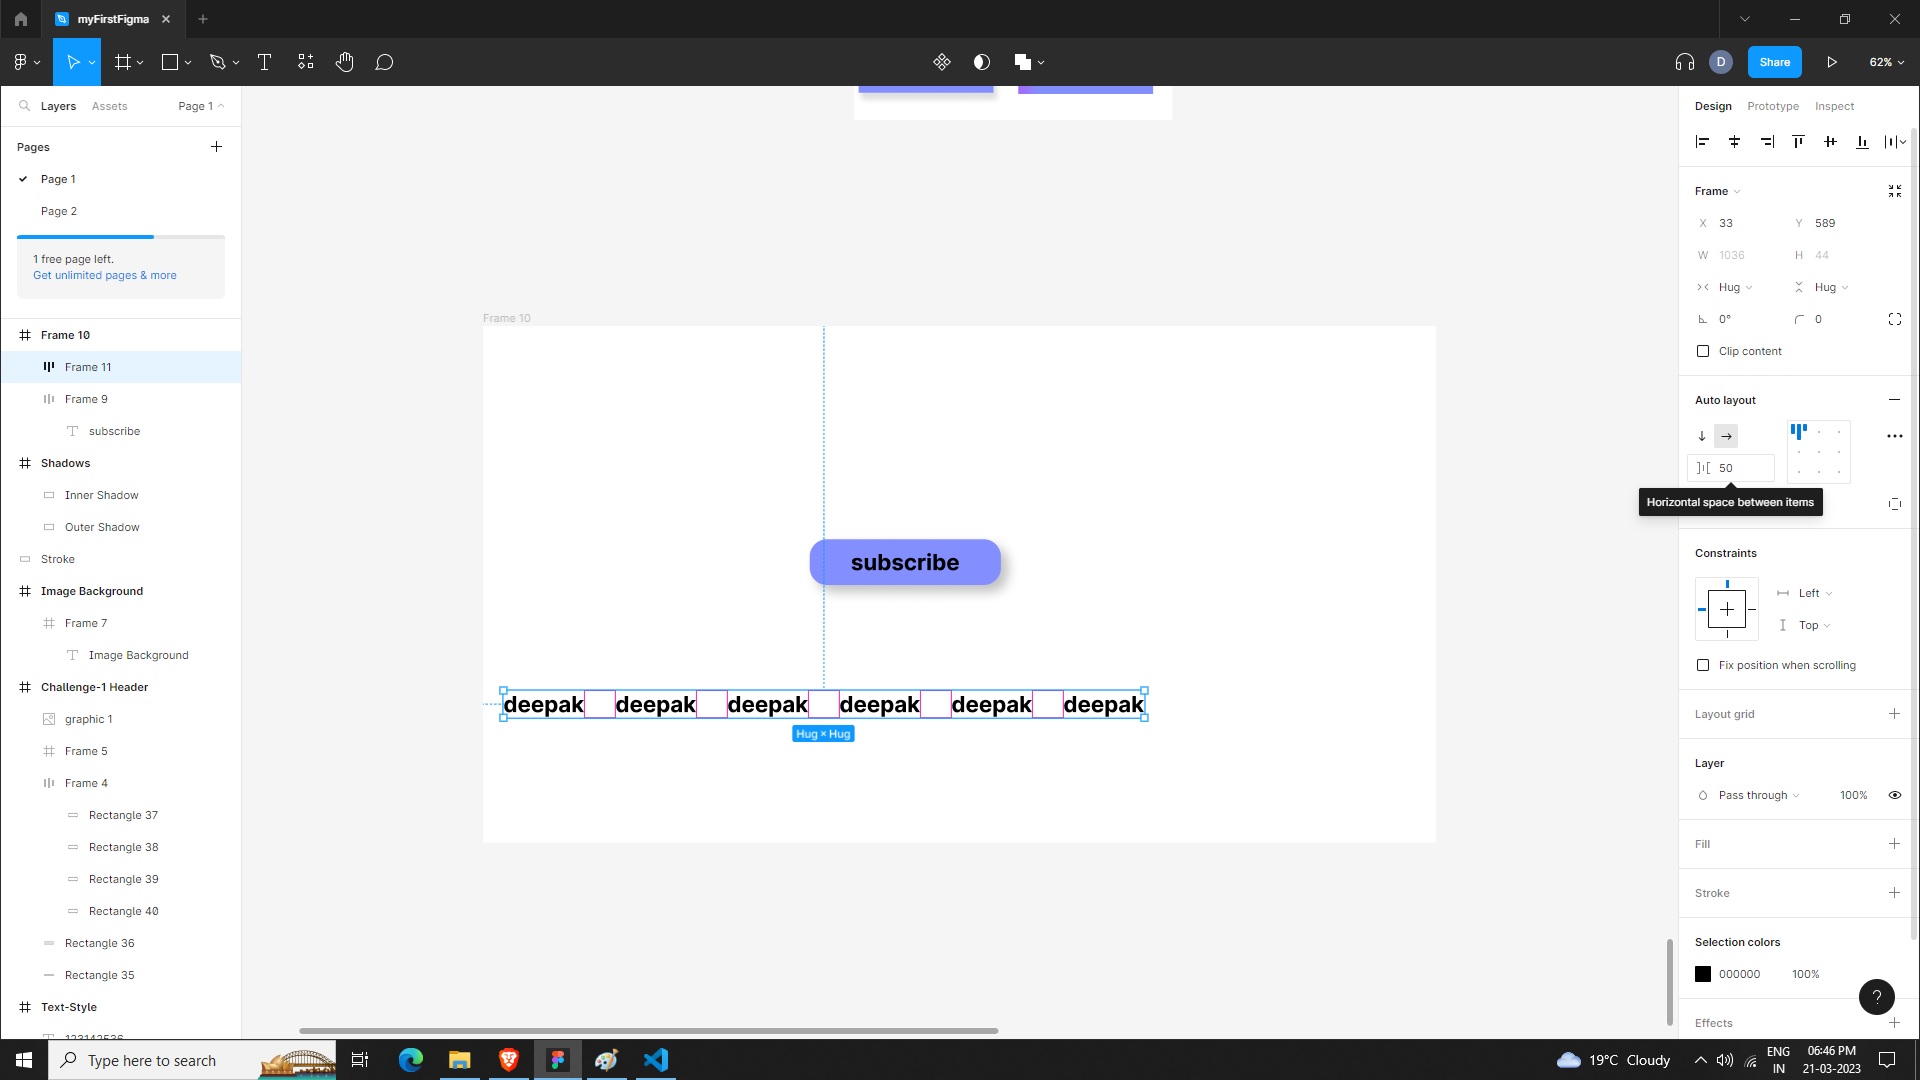 myFirstFigma
D
Share
62%
Layers
Assets
Page 1
Pages
Page 1
Page 2
1 free page left.
Get unlimited pages & more
Frame 10
Frame 11
Frame 9
subscribe
Shadows
Inner Shadow
Outer Shadow
Stroke
Image Background
Frame 7
Image Background
Challenge-1 Header
graphic 1
Frame 5
Frame 4
Rectangle 37
Rectangle 38
Rectangle 39
Rectangle 40
Rectangle 36
Rectangle 35
Text-Style
123142536
Frame 10
subscribe
deepak deepak deepak deepak deepak deepak
Hug × Hug
Design
Prototype
Inspect
Frame
X 33
Y 589
W 1036
H 44
Hug
Hug
0°
0
Clip content
Auto layout
50
Horizontal space between items
Constraints
Left
Top
Fix position when scrolling
Layout grid
Layer
Pass through
100%
Fill
Stroke
Selection colors
000000
100%
?
Effects
Type here to search
19°C Cloudy
ENG
IN
06:46 PM
21-03-2023